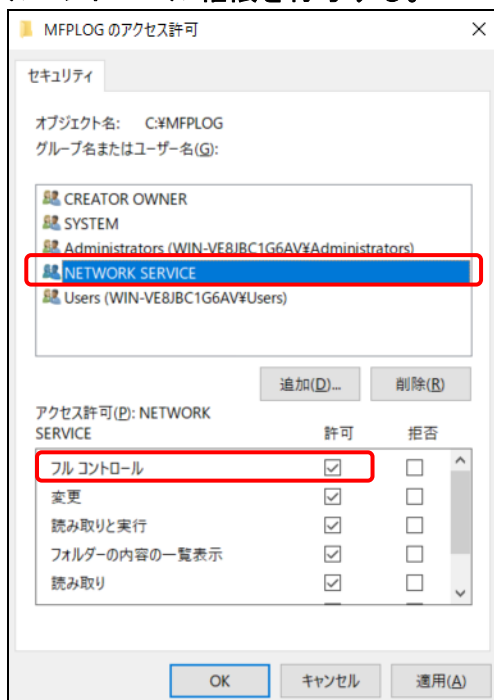 MFPLOG のアクセス許可
セキュリティ
オブジェクト名: C:¥MFPLOG
グループ名またはユーザー名(G):
CREATOR OWNER
SYSTEM
Administrators (WIN-VE8JBC1G6AV¥Administrators)
NETWORK SERVICE
Users (WIN-VE8JBC1G6AV¥Users)
追加(D)... 削除(R)
アクセス許可(P): NETWORK
SERVICE 許可 拒否
フル コントロール
変更
読み取りと実行
フォルダーの内容の一覧表示
読み取り
OK キャンセル 適用(A)